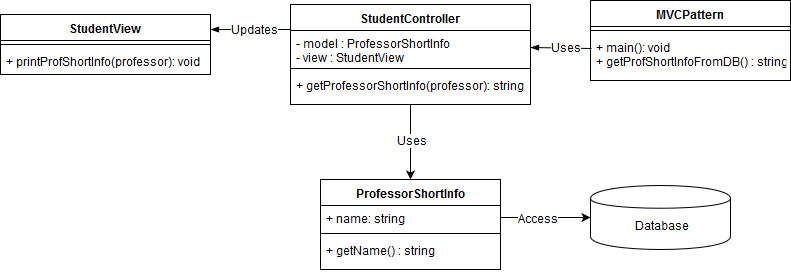 StudentView
+ printProfShortInfo(professor): void
Updates
StudentController
- model : ProfessorShortInfo
- view : StudentView
+ getProfessorShortInfo(professor): string
Uses
MVCPattern
+ main(): void
+ getProfShortInfoFromDB() : string
Uses
ProfessorShortInfo
+ name: string
+ getName() : string
Access
Database